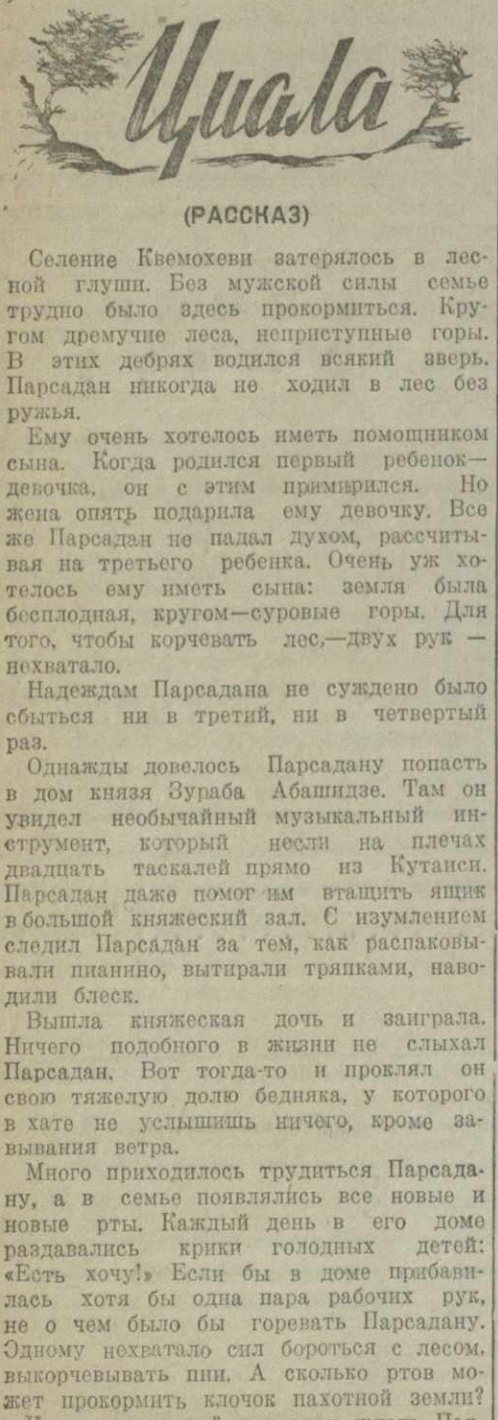 Циала
(РАССКАЗ)
Селение Квемохеви затерялось в лес-
ной глуши. Без мужской силы семье
трудно было здесь прокормиться. Кру-
гом дремучие леса, неприступные горы.
В этих дебрях водился всякий зверь.
Парсадан никогда не ходил в лес без
ружья.
Ему очень хотелось иметь помощником
сына. Когда родился первый ребенок—
девочка, он с этим примирился. Но
жена опять подарила ему девочку. Все
же Парсадан не падал духом, рассчиты-
вая на третьего ребенка. Очень уж хо-
телось ему иметь сына: земля была
бесплодная, кругом—суровые горы. Для
того, чтобы корчевать лес,—двух рук —
нехватало.
Надеждам Парсадана не суждено было
сбыться ни в третий, ни в четвертый
раз.
Однажды довелось Парсадану попасть
в дом князя Зураба Абашидзе. Там он
увидел необычайный музыкальный ин-
струмент, который несли на плечах
двадцать таскалей прямо из Кутаиси.
Парсадан даже помог им втащить ящик
в большой княжеский зал. С изумлением
следил Парсадан за тем, как распаковы-
вали пианино, вытирали тряпками, наво-
дили блеск.
Вышла княжеская дочь и заиграла.
Ничего подобного в жизни не слыхал
Парсадан. Вот тогда-то и проклял он
свою тяжелую долю бедняка, у которого
в хате не услышишь ничего, кроме за-
вывания ветра.
Много приходилось трудиться Парсада-
ну, а в семье появлялись все новые и
новые рты. Каждый день в его доме
раздавались крики голодных детей:
«Есть хочу!» Если бы в доме прибави-
лась хотя бы одна пара рабочих рук,
не о чем было бы горевать Парсадану.
Одному нехватало сил бороться с лесом,
выкорчевывать пни. А сколько ртов мо-
жет прокормить клочок пахотной земли?